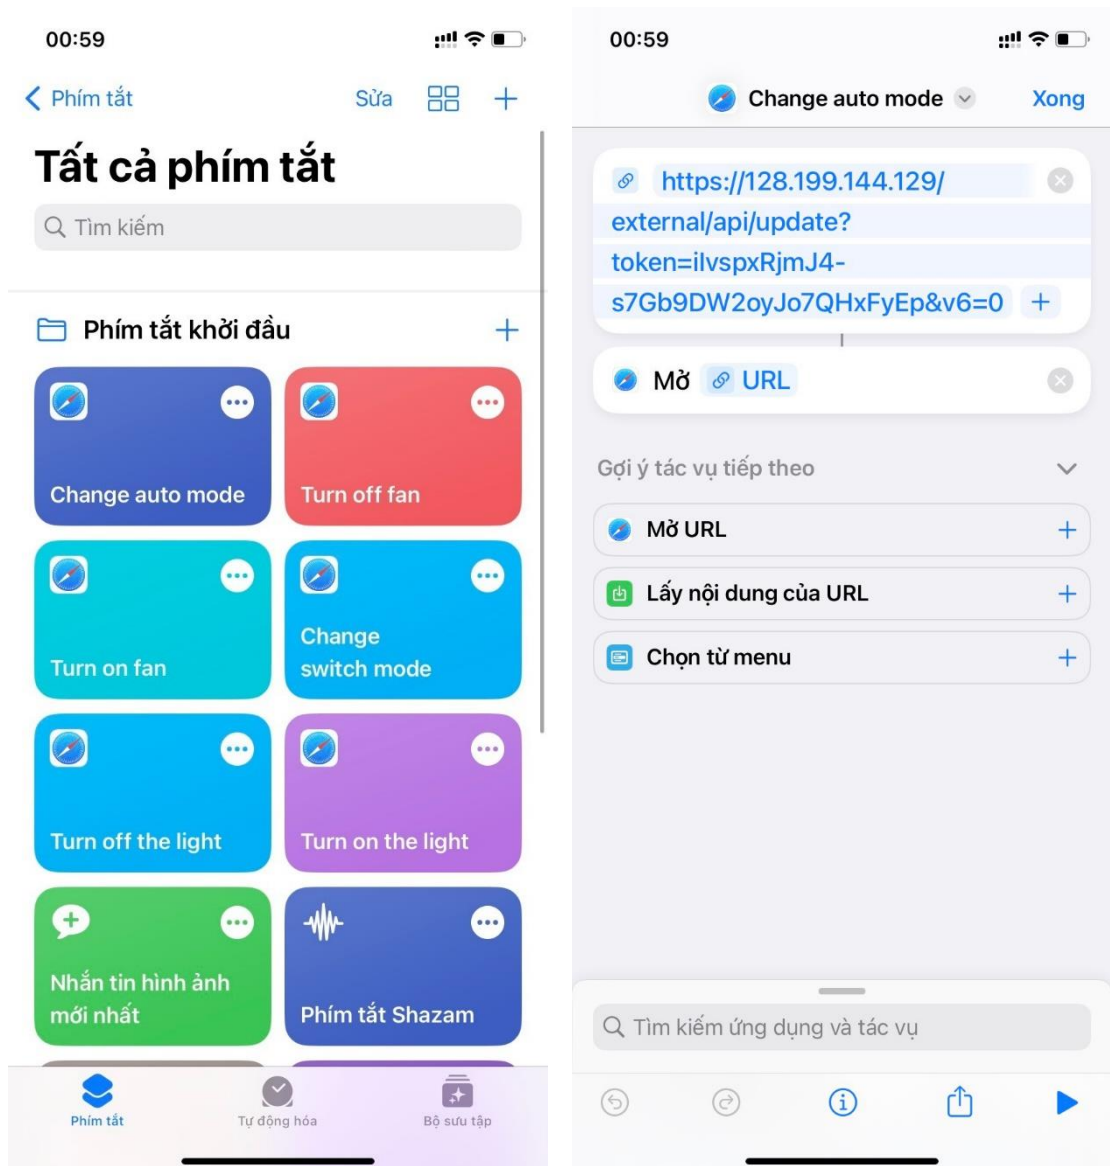 00:59
Phím tắt
Sửa
Tất cả phím tắt
Tìm kiếm
Phím tắt khởi đầu
Change auto mode
Turn off fan
Turn on fan
Change
switch mode
Turn off the light
Turn on the light
Nhắn tin hình ảnh
mới nhất
Phím tắt Shazam
Phím tắt
Tự động hóa
Bộ sưu tập
00:59
Change auto mode
Xong
https://128.199.144.129/
external/api/update?
token=ilvspxRjmJ4-
s7Gb9DW2oyJo7QHxFyEp&v6=0
Mở URL
Gợi ý tác vụ tiếp theo
Mở URL
Lấy nội dung của URL
Chọn từ menu
Tìm kiếm ứng dụng và tác vụ